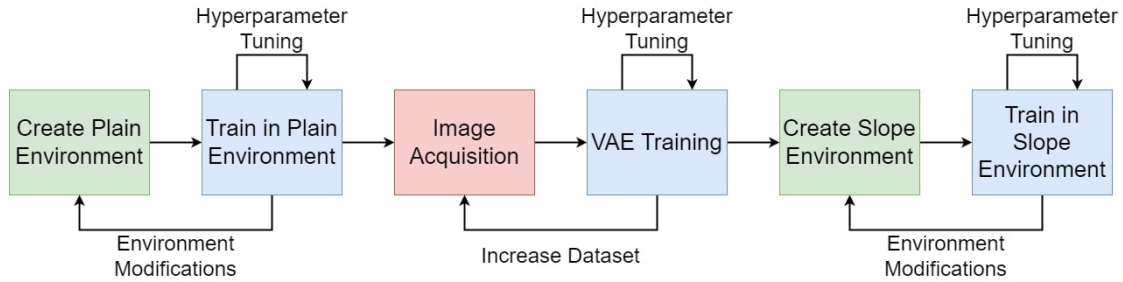 Hyperparameter
Tuning
Hyperparameter
Tuning
Hyperparameter
Tuning
Create Plain
Environment
Train in Plain
Environment
Image
Acquisition
VAE Training
Create Slope
Environment
Train in
Slope
Environment
Environment
Modifications
Increase Dataset
Environment
Modifications